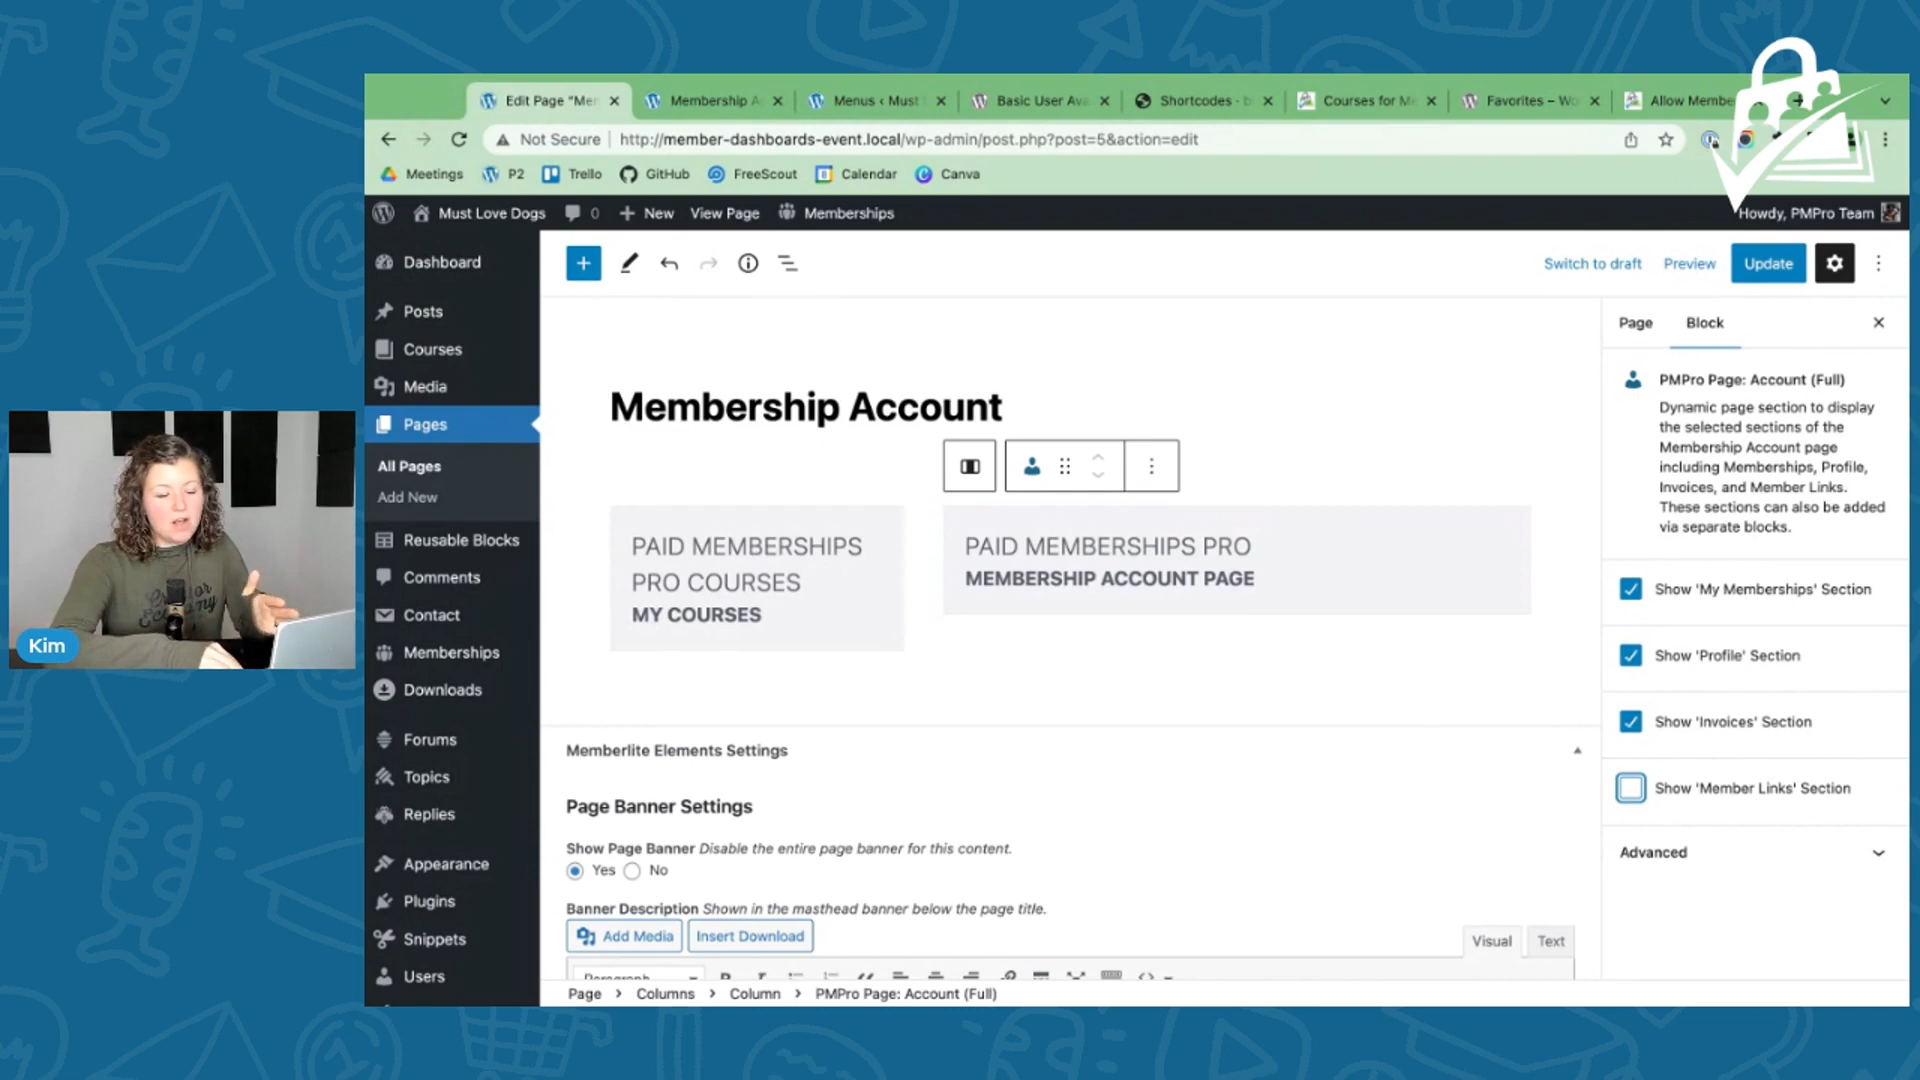 Edit Page "Mer
Membership A
Menus ‹ Must
Basic User Ava
Shortcodes - b
Courses for Me
Favorites – Wo
Allow Membe
Not Secure
http://member-dashboards-event.local/wp-admin/post.php?post=5&action=edit
Meetings
P2
Trello
GitHub
FreeScout
Calendar
Canva
Must Love Dogs
0
New
View Page
Memberships
Howdy, PMPro Team
Dashboard
Posts
Courses
Media
Pages
All Pages
Add New
Reusable Blocks
Comments
Contact
Memberships
Downloads
Forums
Topics
Replies
Appearance
Plugins
Snippets
Users
Kim
Switch to draft
Preview
Update
Membership Account
PAID MEMBERSHIPS
PRO COURSES
MY COURSES
PAID MEMBERSHIPS PRO
MEMBERSHIP ACCOUNT PAGE
Memberlite Elements Settings
Page Banner Settings
Show Page Banner Disable the entire page banner for this content.
Yes
No
Banner Description Shown in the masthead banner below the page title.
Add Media
Insert Download
Visual
Text
Paragraph
Page
Columns
Column
PMPro Page: Account (Full)
Page
Block
PMPro Page: Account (Full)
Dynamic page section to display
the selected sections of the
Membership Account page
including Memberships, Profile,
Invoices, and Member Links.
These sections can also be added
via separate blocks.
Show 'My Memberships' Section
Show 'Profile' Section
Show 'Invoices' Section
Show 'Member Links' Section
Advanced